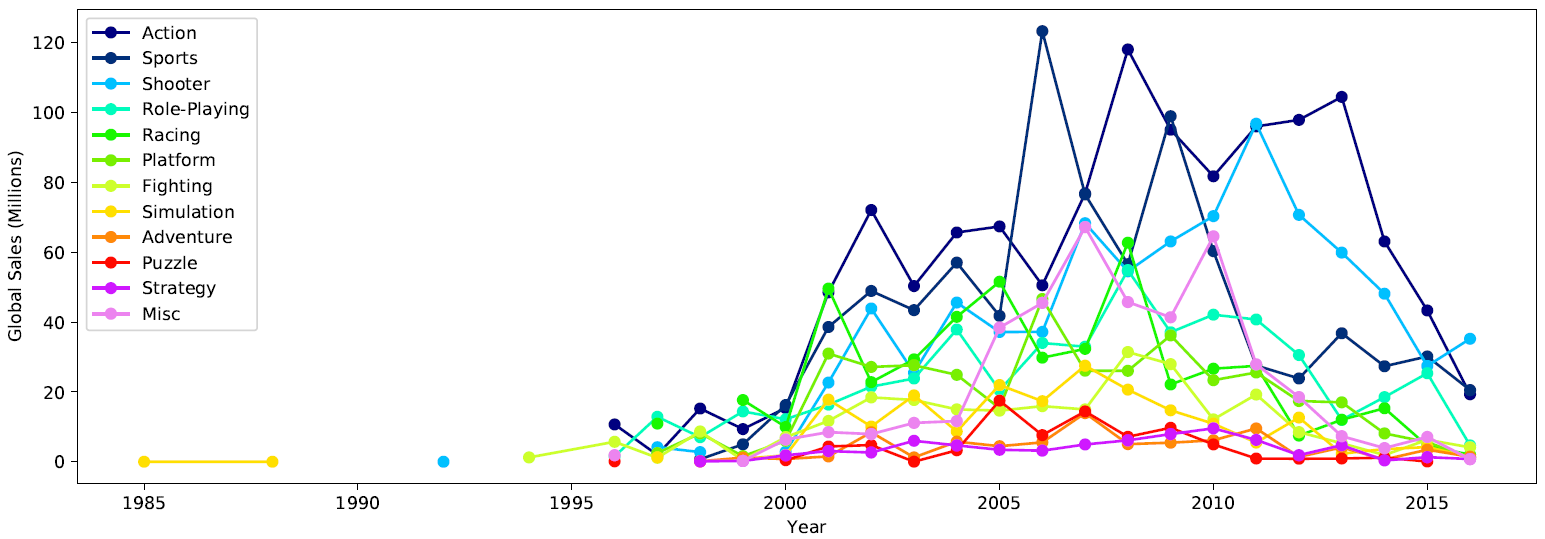 Action
Sports
Shooter
Role-Playing
Racing
Platform
Fighting
Simulation
Adventure
Puzzle
Strategy
Misc
Global Sales (Millions)
120
100
80
60
40
20
0
1985 1990 1995 2000 2005 2010 2015
Year